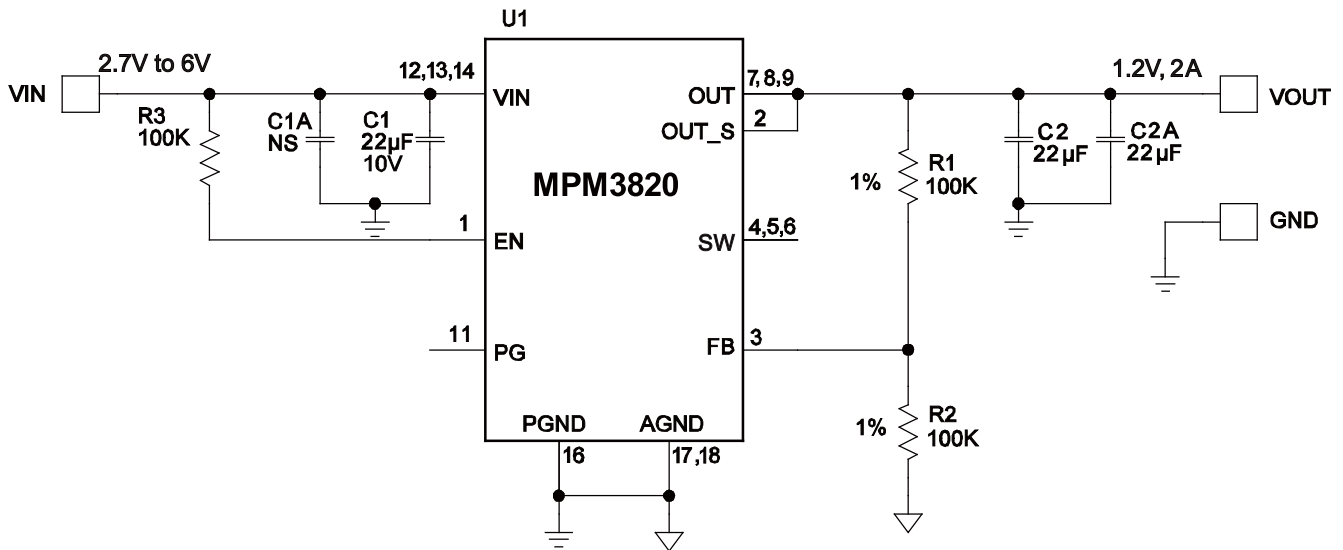 U1
2.7V to 6V
12,13,14
7, 8, 9
1.2V, 2A
VIN
VIN
OUT
VOUT
R3
100K
C1A
NS
C1
22µF
10V
2
OUT_S
C2
22µF
C2A
22µF
MPM3820
1%
R1
100K
1
EN
SW
4,5,6
GND
11
PG
FB
3
PGND
AGND
16
17,18
1%
R2
100K